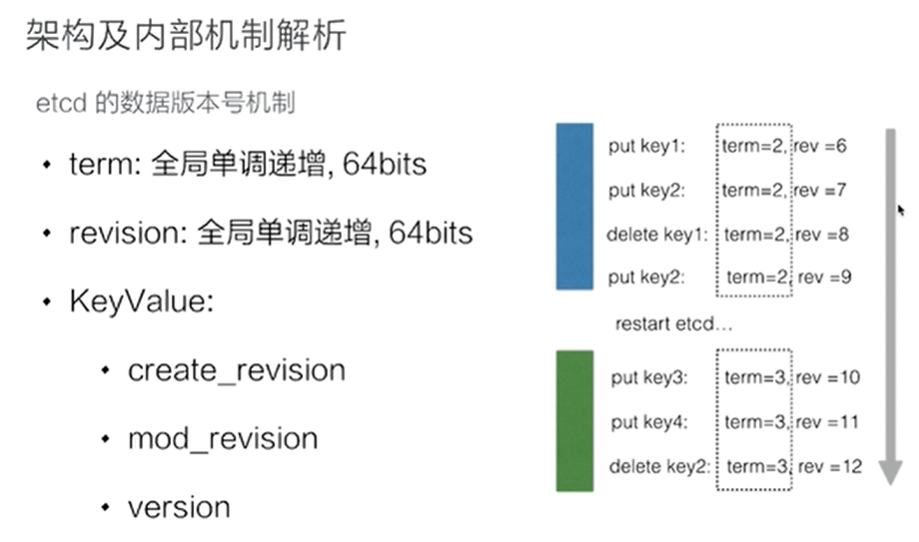 架构及内部机制解析
etcd 的数据版本号机制
• term: 全局单调递增, 64bits
• revision: 全局单调递增, 64bits
• KeyValue:
• create_revision
• mod_revision
• version
put key1: term=2, rev =6
put key2: term=2, rev =7
delete key1: term=2, rev =8
put key2: term=2, rev =9
restart etcd...
put key3: term=3, rev =10
put key4: term=3, rev =11
delete key2: term=3, rev =12